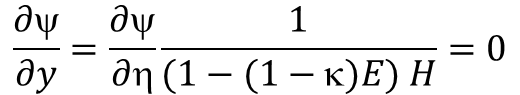 ∂ψ/∂y = ∂ψ/∂η 1/((1 − (1 − κ)E) H) = 0